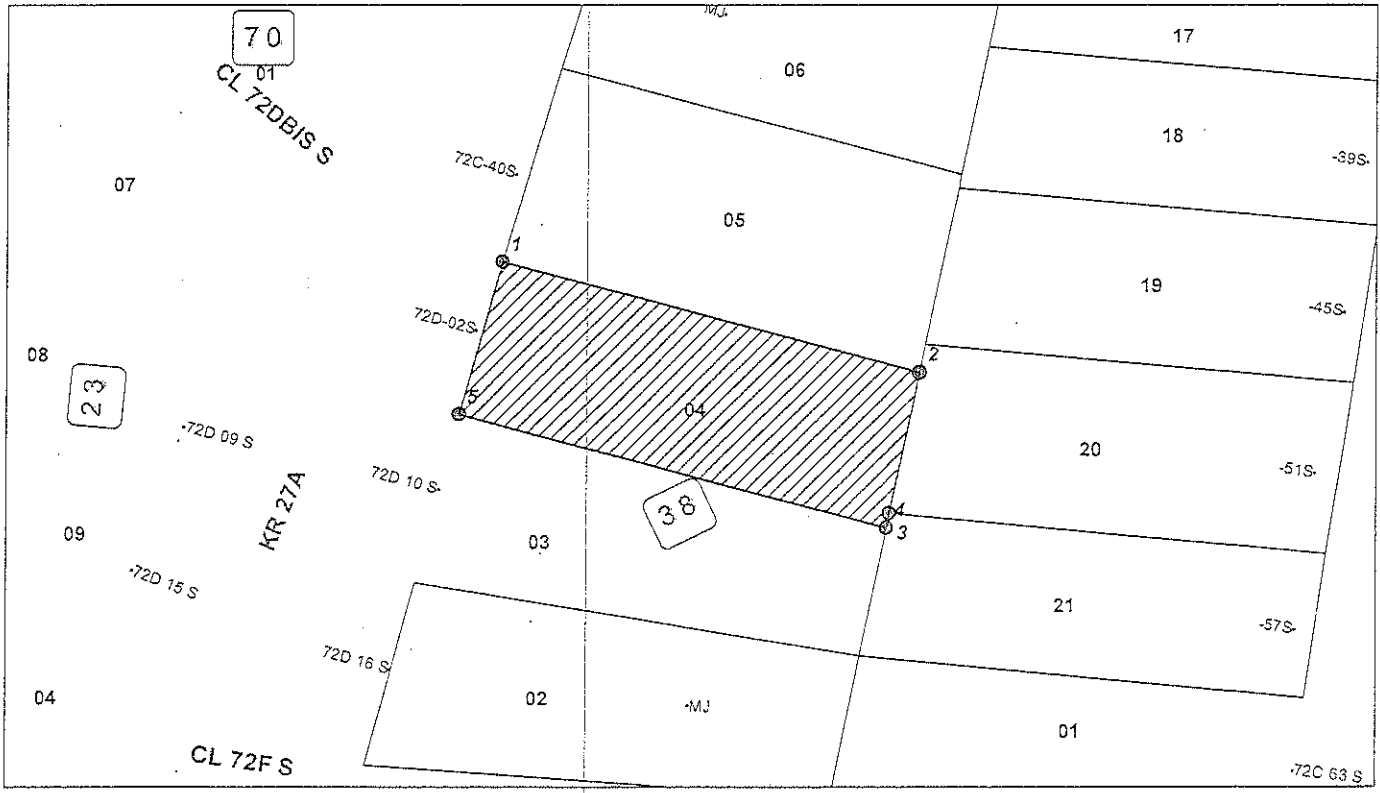 MJ.
70
01
CL 72DBIS S
06
17
18
-39S.
72C-40S.
07
05
1
19
-45S.
72D-02S.
2
08
23
5
04
20
-51S.
.72D 09 S
72D 10 S.
38
4
3
KR 27A
09
03
.72D 15 S
21
-57S.
72D 16 S
04
02
.MJ
01
CL 72F S
.72C 63 S